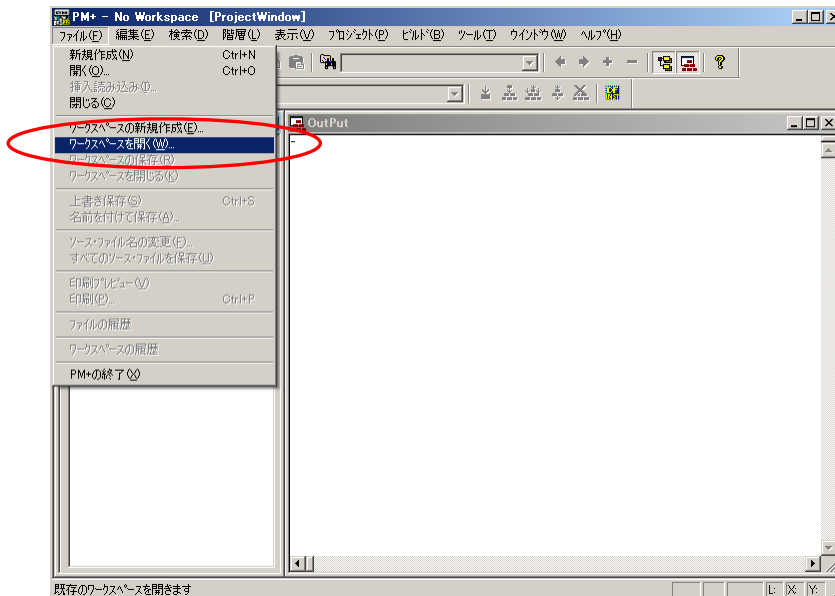 PM+ - No Workspace [ProjectWindow]
ファイル(F) 編集(E) 検索(D) 階層(L) 表示(V) プロジェクト(P) ビルド(B) ツール(T) ウインドウ(W) ヘルプ(H)
新規作成(N) Ctrl+N
開く(O)... Ctrl+O
挿入読み込み(I)...
閉じる(C)
ワークスペースの新規作成(E)...
ワークスペースを開く(W)...
ワークスペースの保存(R)
ワークスペースを閉じる(K)
上書き保存(S) Ctrl+S
名前を付けて保存(A)...
ソース・ファイル名の変更(F)...
すべてのソース・ファイルを保存(U)
印刷プレビュー(V)
印刷(P)... Ctrl+P
ファイルの履歴
ワークスペースの履歴
PM+の終了(X)
OutPut
既存のワークスペースを開きます
L: X: Y: